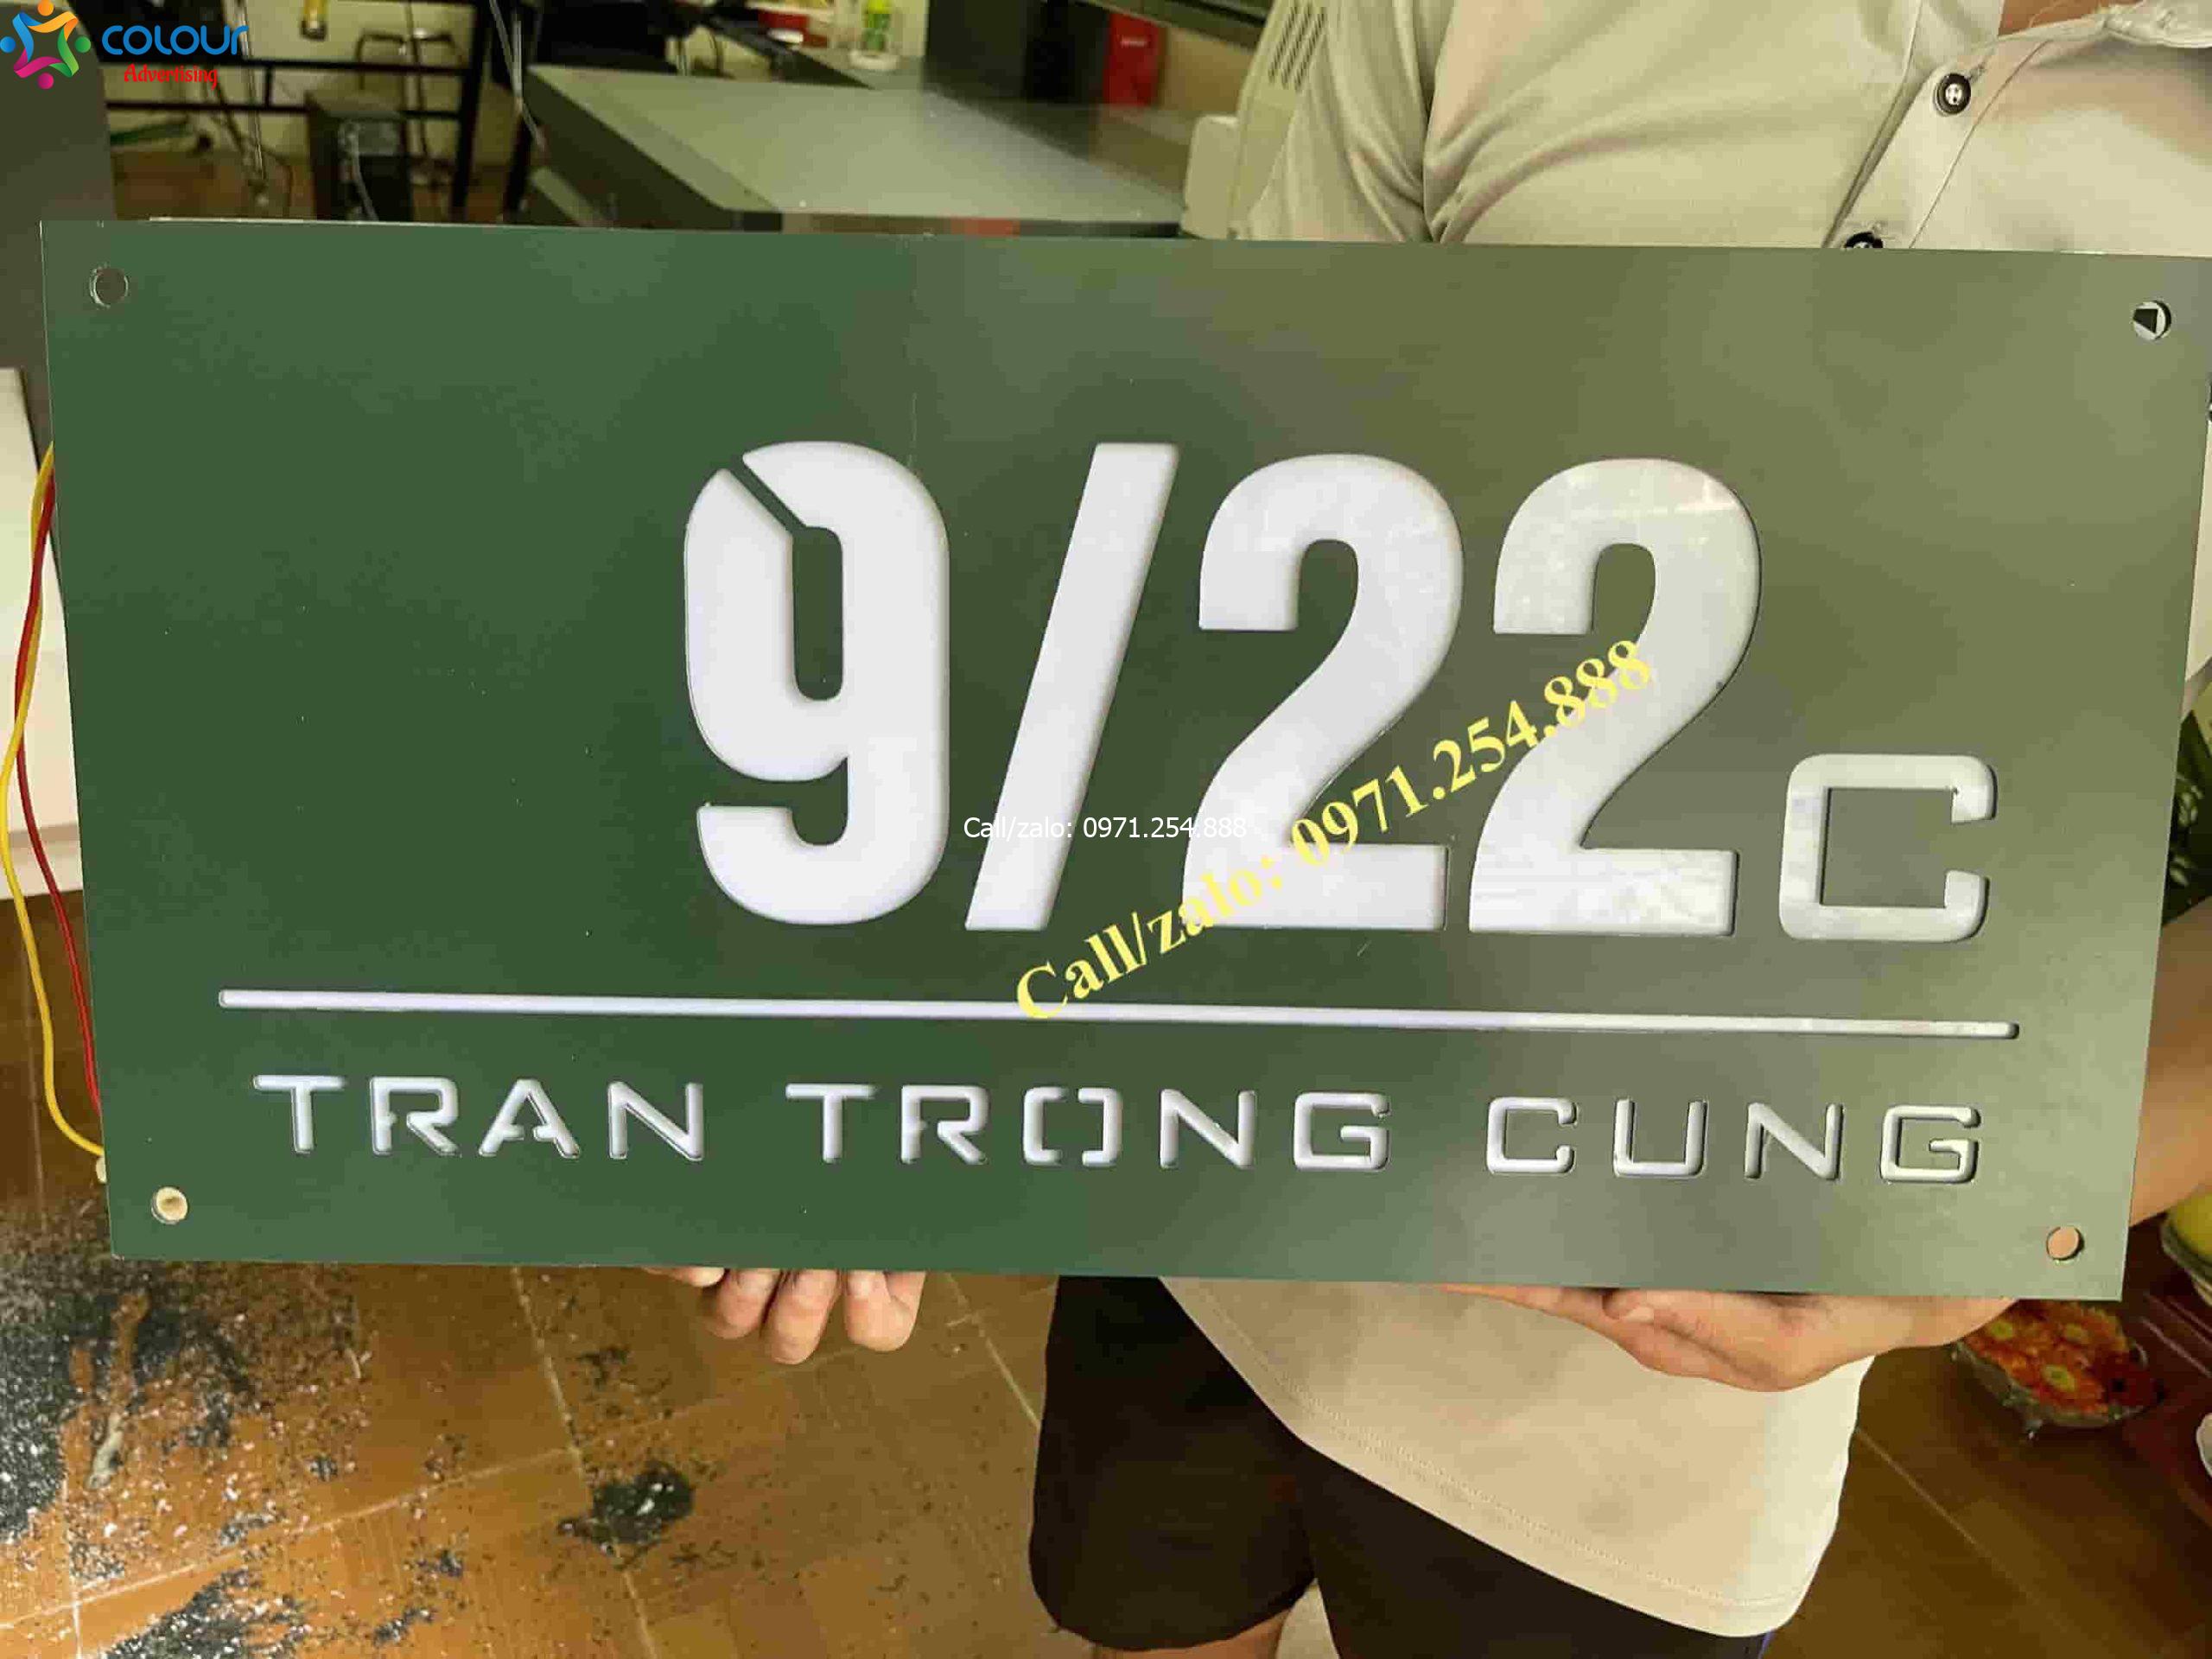 COLOUR
Advertising
9/22C
Call/zalo: 0971.254.888
Call/zalo: 0971.254.888
TRAN TRONG CUNG